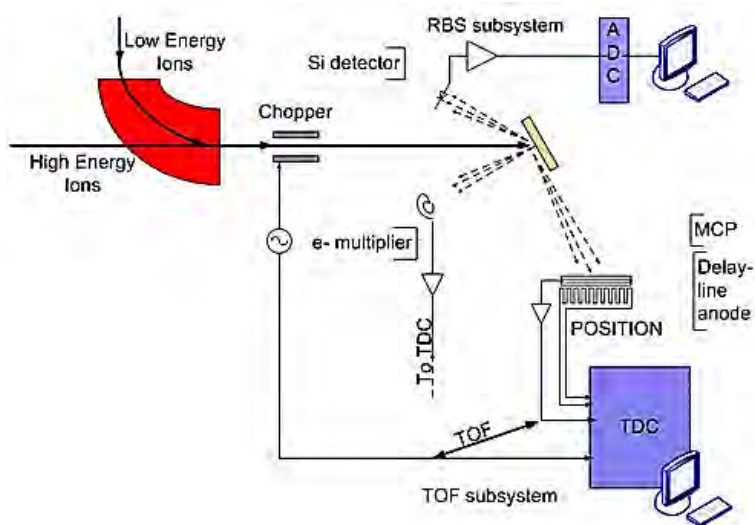 Low Energy
Ions
RBS subsystem
Si detector
A
D
C
Chopper
High Energy
Ions
e- multiplier
MCP
Delay-
line
anode
POSITION
To TDC
TOF
TDC
TOF subsystem